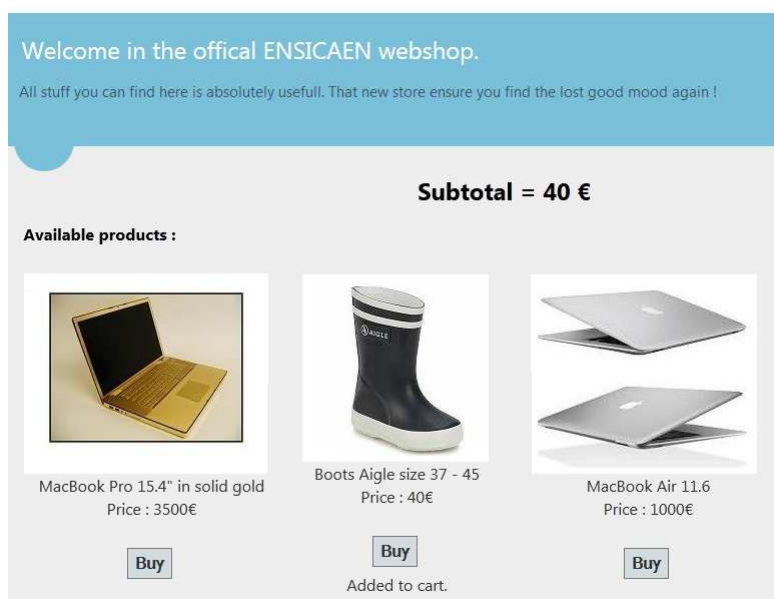 Welcome in the offical ENSICAEN webshop.
All stuff you can find here is absolutely usefull. That new store ensure you find the lost good mood again !
Subtotal = 40 €
Available products :
AIGLE
MacBook Pro 15.4" in solid gold
Price : 3500€
Buy
Boots Aigle size 37 - 45
Price : 40€
Buy
Added to cart.
MacBook Air 11.6
Price : 1000€
Buy